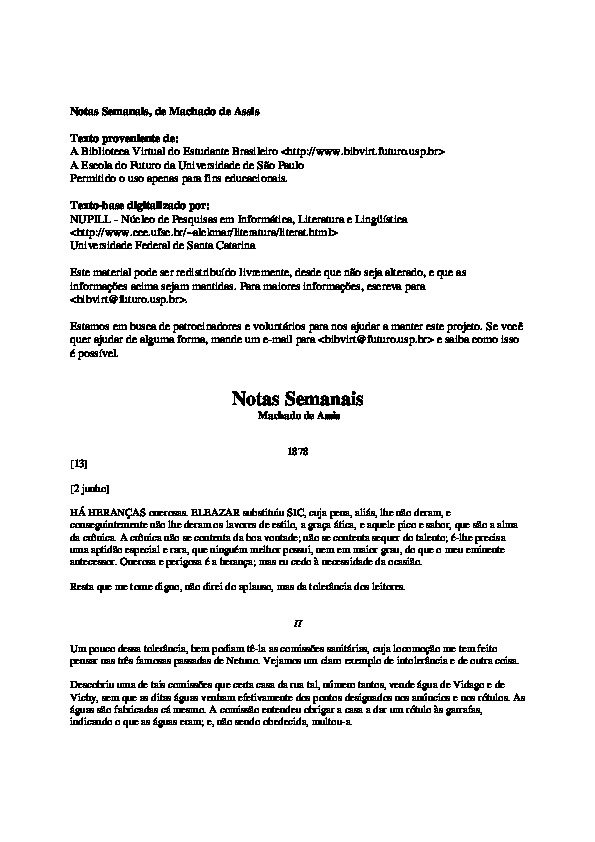 Notas Semanais, de Machado de Assis
Texto proveniente de:
A Biblioteca Virtual do Estudante Brasileiro <http://www.bibvirt.futuro.usp.br>
A Escola do Futuro da Universidade de São Paulo
Permitido o uso apenas para fins educacionais.
Texto-base digitalizado por:
NUPILL - Núcleo de Pesquisas em Informática, Literatura e Lingüística
<http://www.cce.ufsc.br/~alckmar/literatura/literat.html>
Universidade Federal de Santa Catarina
Este material pode ser redistribuído livremente, desde que não seja alterado, e que as
informações acima sejam mantidas. Para maiores informações, escreva para
<bibvirt@futuro.usp.br>.
Estamos em busca de patrocinadores e voluntários para nos ajudar a manter este projeto. Se você
quer ajudar de alguma forma, mande um e-mail para <bibvirt@futuro.usp.br> e saiba como isso
é possível.
Notas Semanais
Machado de Assis
1878
[13]
[2 junho]
HÁ HERANÇAS onerosas. ELEAZAR substituiu SIC, cuja pena, aliás, lhe não deram, e
conseguintemente não lhe deram os lavores de estilo, a graça ática, e aquele pico e sabor, que são a alma
da crônica. A crônica não se contenta da boa vontade; não se contenta sequer do talento; é-lhe precisa
uma aptidão especial e rara, que ninguém melhor possui, nem em maior grau, do que o meu eminente
antecessor. Onerosa e perigosa é a herança; mas eu cedo à necessidade da ocasião.
Resta que me torne digno, não direi do aplauso, mas da tolerância dos leitores.
II
Um pouco dessa tolerância, bem podiam tê-la as comissões sanitárias, cuja locomoção me tem feito
pensar nas três famosas passadas de Netuno. Vejamos um claro exemplo de intolerância e de outra coisa.
Descobriu uma de tais comissões que certa casa da rua tal, número tantos, vende água de Vidago e de
Vichy, sem que as ditas águas venham efetivamente dos pontos designados nos anúncios e nos rótulos. As
águas são fabricadas cá mesmo. A comissão entendeu obrigar a casa a dar um rótulo às garrafas,
indicando o que as águas eram; e, não sendo obedecida, multou-a.